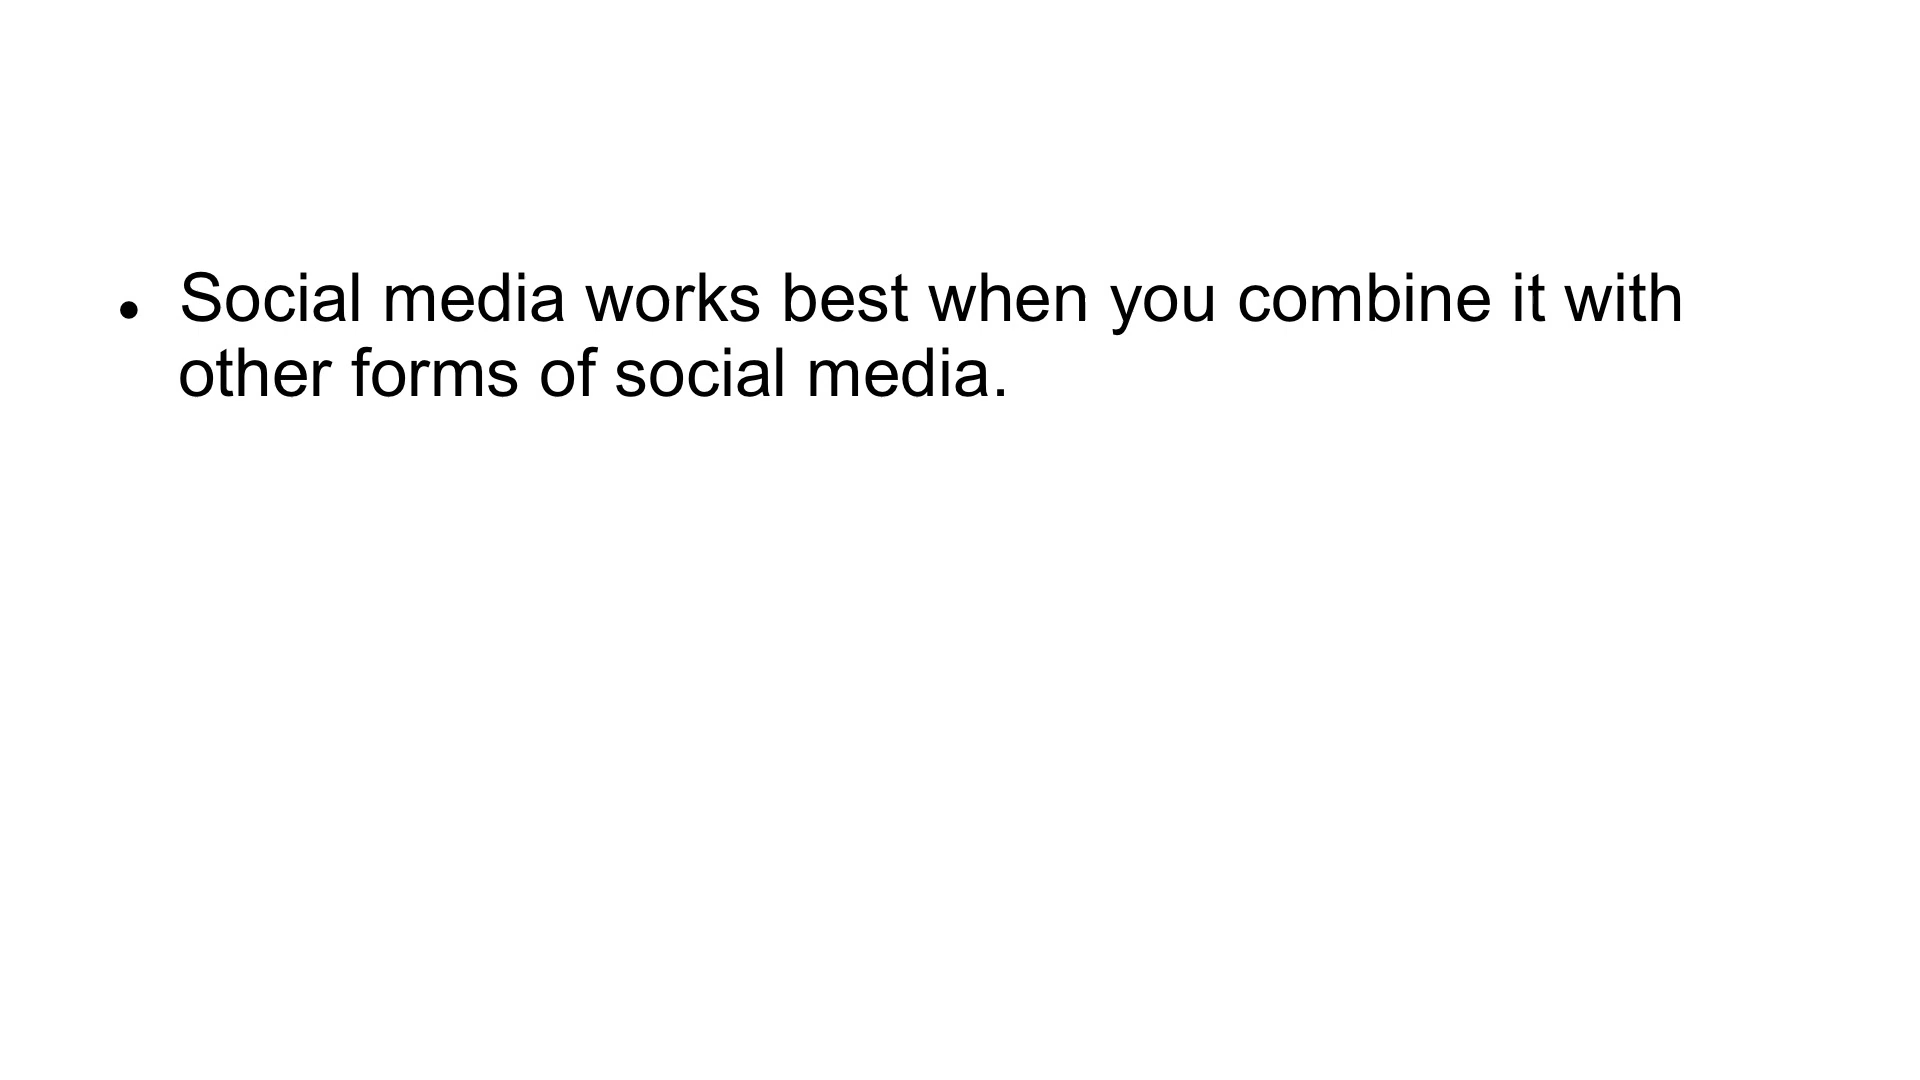 ● Social media works best when you combine it with
other forms of social media.